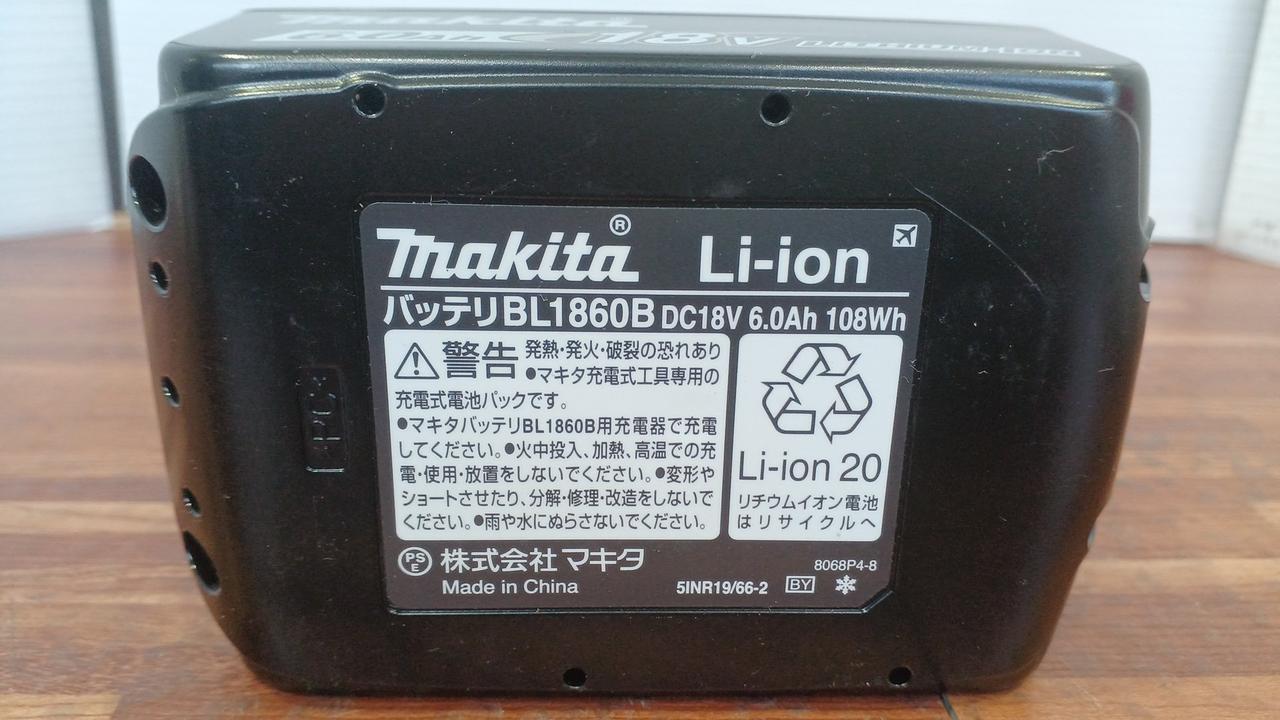 makita
6.0Ah 18V LITHIUM-ION
makita® Li-ion
バッテリBL1860B DC18V 6.0Ah 108Wh
警告 発熱・発火・破裂の恐れあり
●マキタ充電式工具専用の
充電式電池パックです。
●マキタバッテリBL1860B用充電器で充電
してください。●火中投入、加熱、高温での充
電・使用・放置をしないでください。●変形や
ショートさせたり、分解・修理・改造をしないで
ください。●雨や水にぬらさないでください。
Li-ion 20
リチウムイオン電池
はリサイクルへ
PS
E
株式会社マキタ
8068P4-8
Made in China
5INR19/66-2 BY
PC